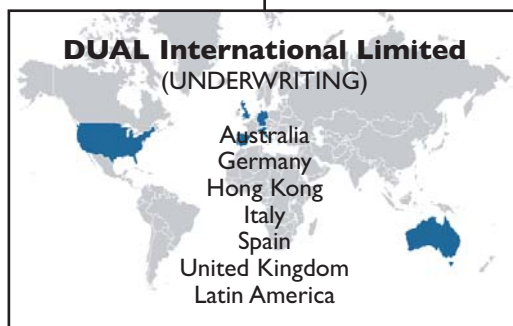 DUAL International Limited
(UNDERWRITING)
Australia
Germany
Hong Kong
Italy
Spain
United Kingdom
Latin America